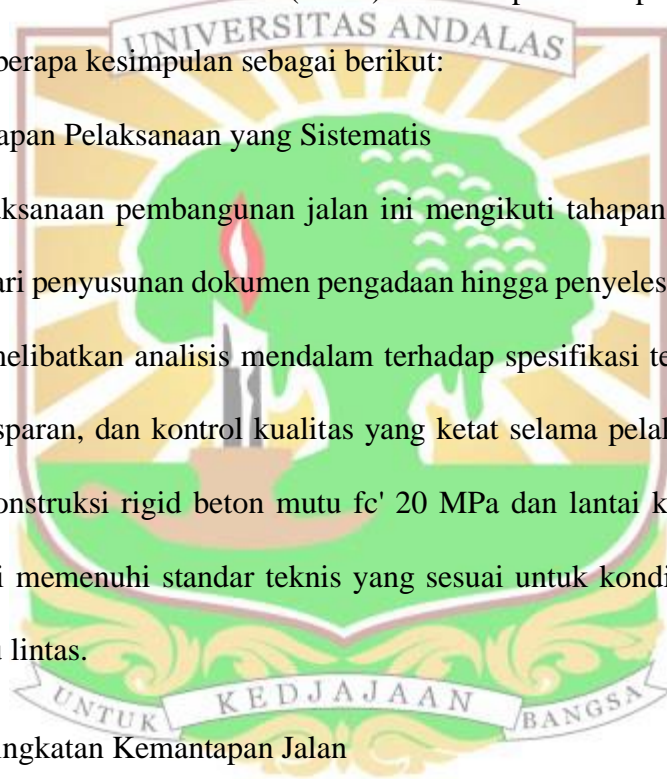 UNIVERSITAS ANDALAS
berapa kesimpulan sebagai berikut:
apan Pelaksanaan yang Sistematis
aksanaan pembangunan jalan ini mengikuti tahapan
ari penyusunan dokumen pengadaan hingga penyeles
nelibatkan analisis mendalam terhadap spesifikasi te
sparan, dan kontrol kualitas yang ketat selama pelak
onstruksi rigid beton mutu fc' 20 MPa dan lantai k
i memenuhi standar teknis yang sesuai untuk kondi
u lintas.
UNTUK KEDJAJAAN BANGSA
ingkatan Kemantapan Jalan